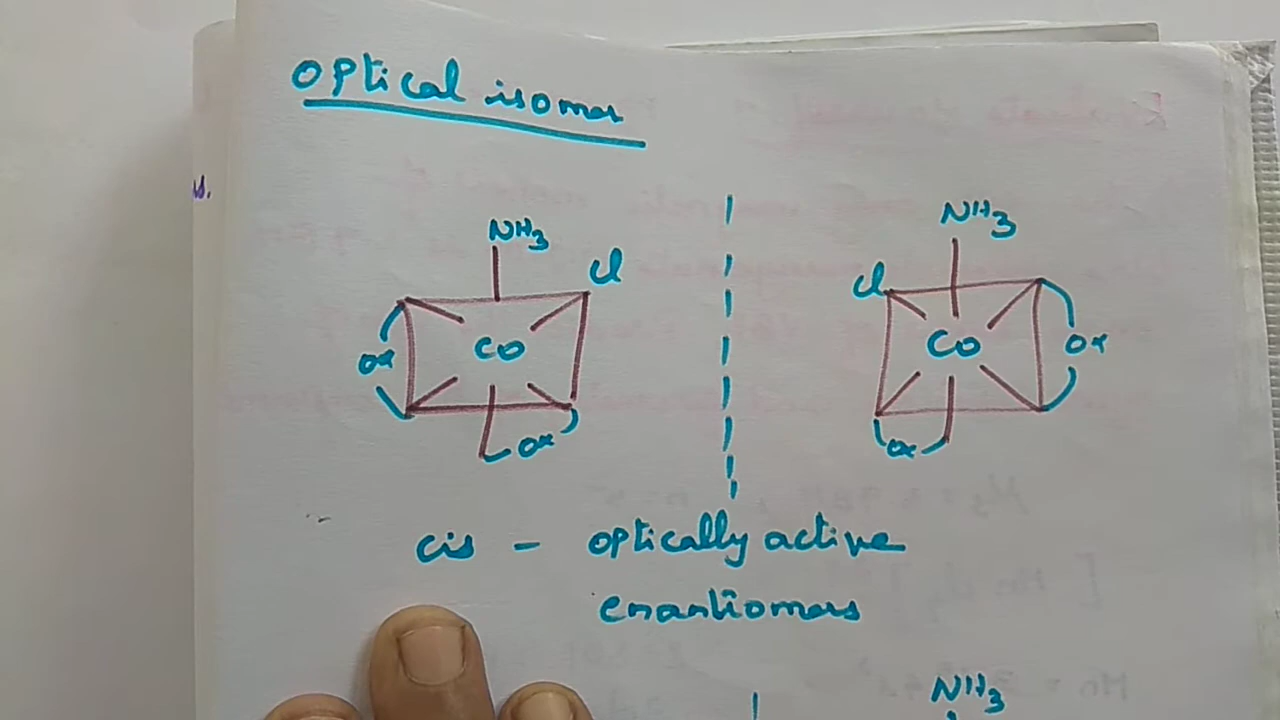 Optical isomer
NH3 NH3
Cl Cl
Co Co
ox ox
ox ox
cis - optically active
enantiomers
NH3